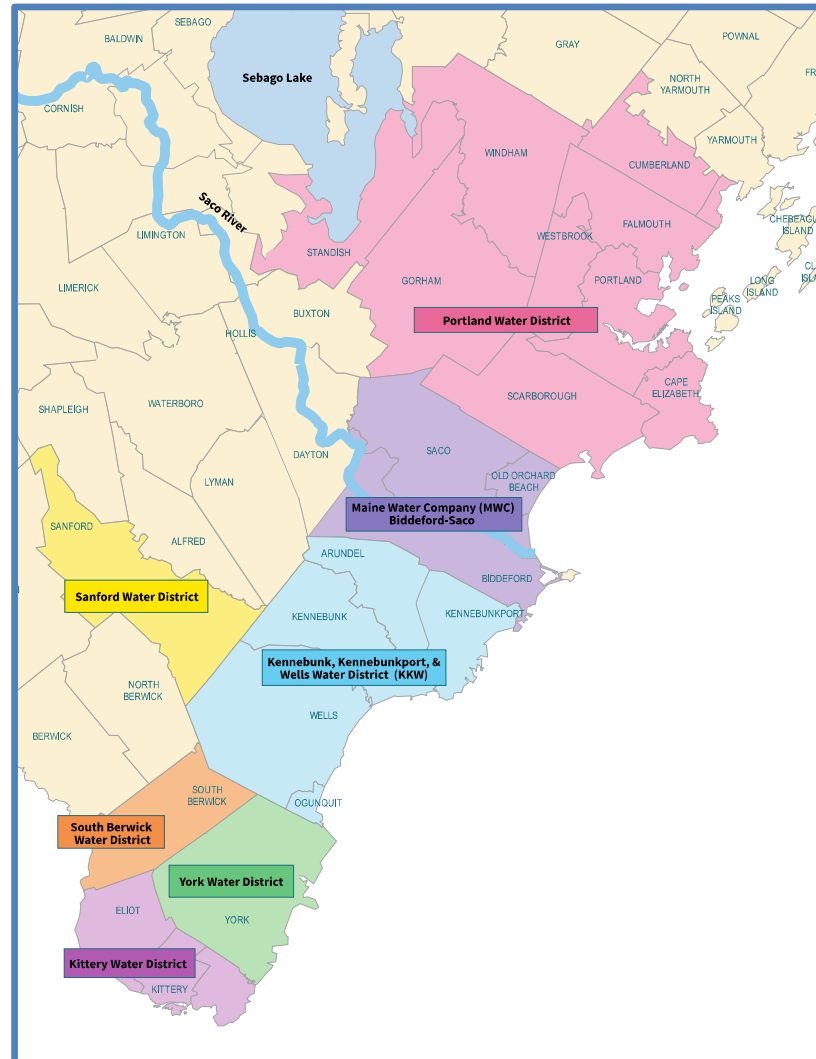 SEBAGO
BALDWIN
POWNAL
GRAY
Sebago Lake
FR
NORTH
YARMOUTH
CORNISH
YARMOUTH
WINDHAM
CUMBERLAND
Saco River
CHEBEAGU
ISLAND
LIMINGTON
FALMOUTH
WESTBROOK
STANDISH
GORHAM
PORTLAND
LIMERICK
LONG
ISLAND
PEAKS
ISLAND
BUXTON
Portland Water District
HOLLIS
CAPE
ELIZABETH
SCARBOROUGH
WATERBORO
SHAPLEIGH
DAYTON
SACO
OLD ORCHARD
BEACH
LYMAN
Maine Water Company (MWC)
Biddeford-Saco
SANFORD
ALFRED
ARUNDEL
BIDDEFORD
Sanford Water District
KENNEBUNK
KENNEBUNKPORT
Kennebunk, Kennebunkport, &
Wells Water District (KKW)
NORTH
BERWICK
WELLS
BERWICK
SOUTH
BERWICK
OGUNQUIT
South Berwick
Water District
York Water District
ELIOT
YORK
Kittery Water District
KITTERY